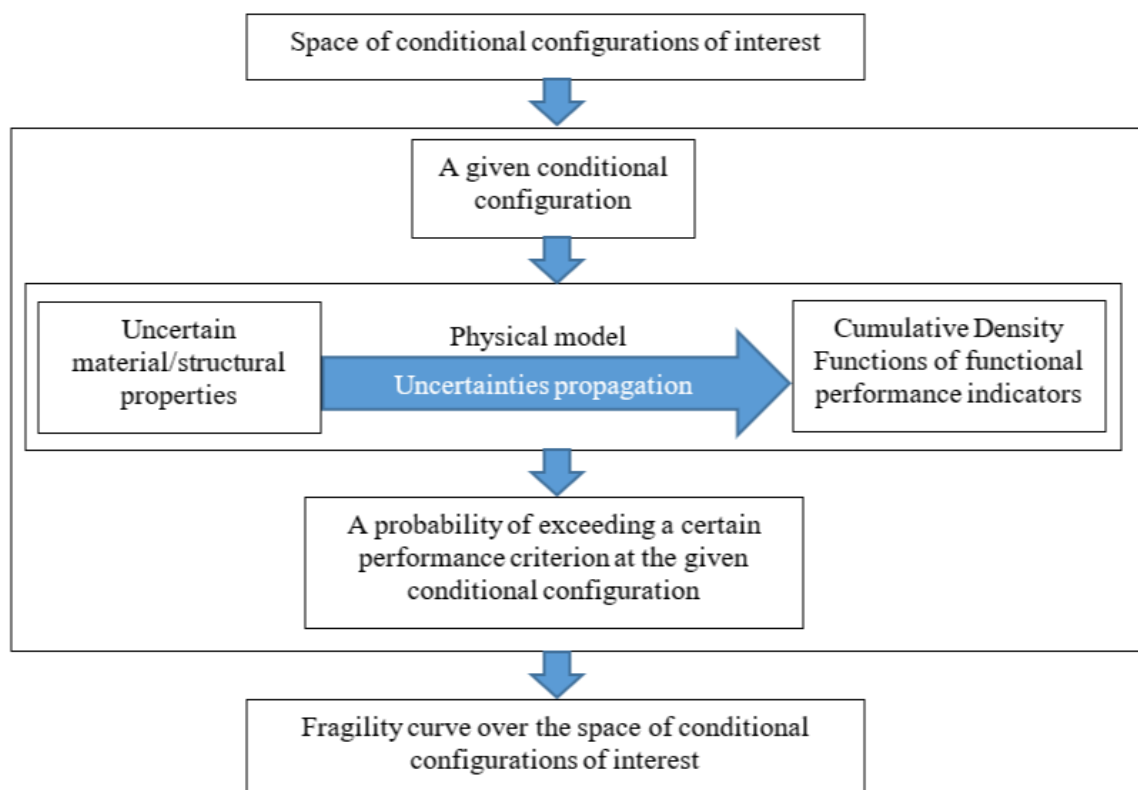 Space of conditional configurations of interest
A given conditional
configuration
Uncertain
material/structural
properties
Physical model
Uncertainties propagation
Cumulative Density
Functions of functional
performance indicators
A probability of exceeding a certain
performance criterion at the given
conditional configuration
Fragility curve over the space of conditional
configurations of interest